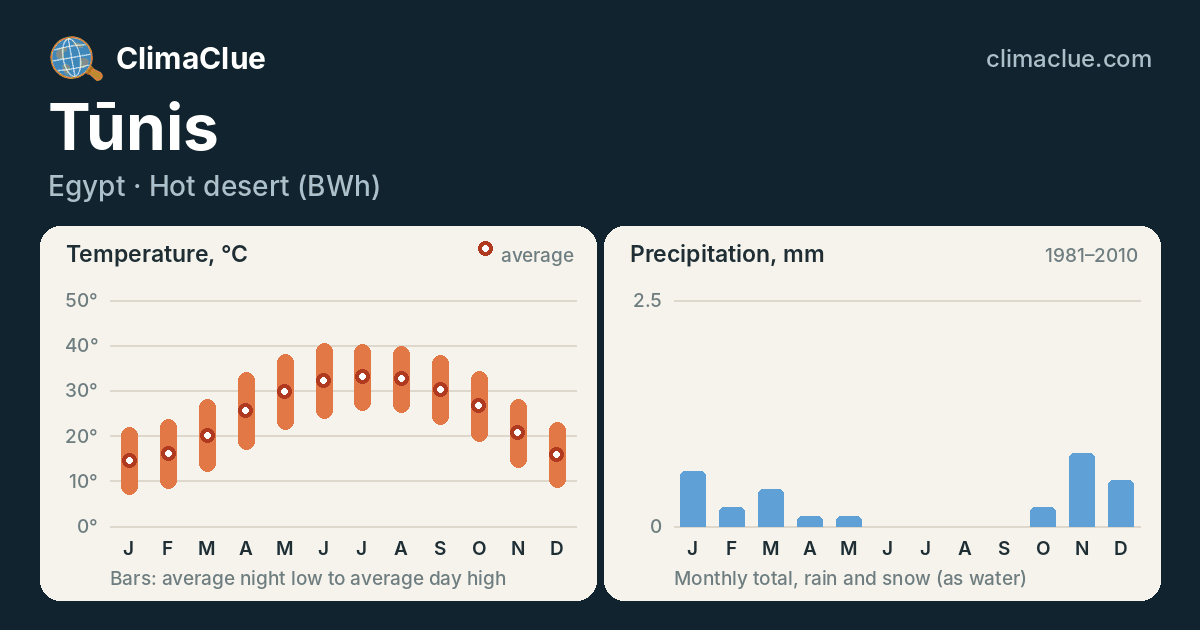 ClimaClue
climaclue.com
Tūnis
Egypt · Hot desert (BWh)
Temperature, °C
average
50°
40°
30°
20°
10°
0°
J F M A M J J A S O N D
Bars: average night low to average day high
Precipitation, mm
1981–2010
2.5
0
J F M A M J J A S O N D
Monthly total, rain and snow (as water)